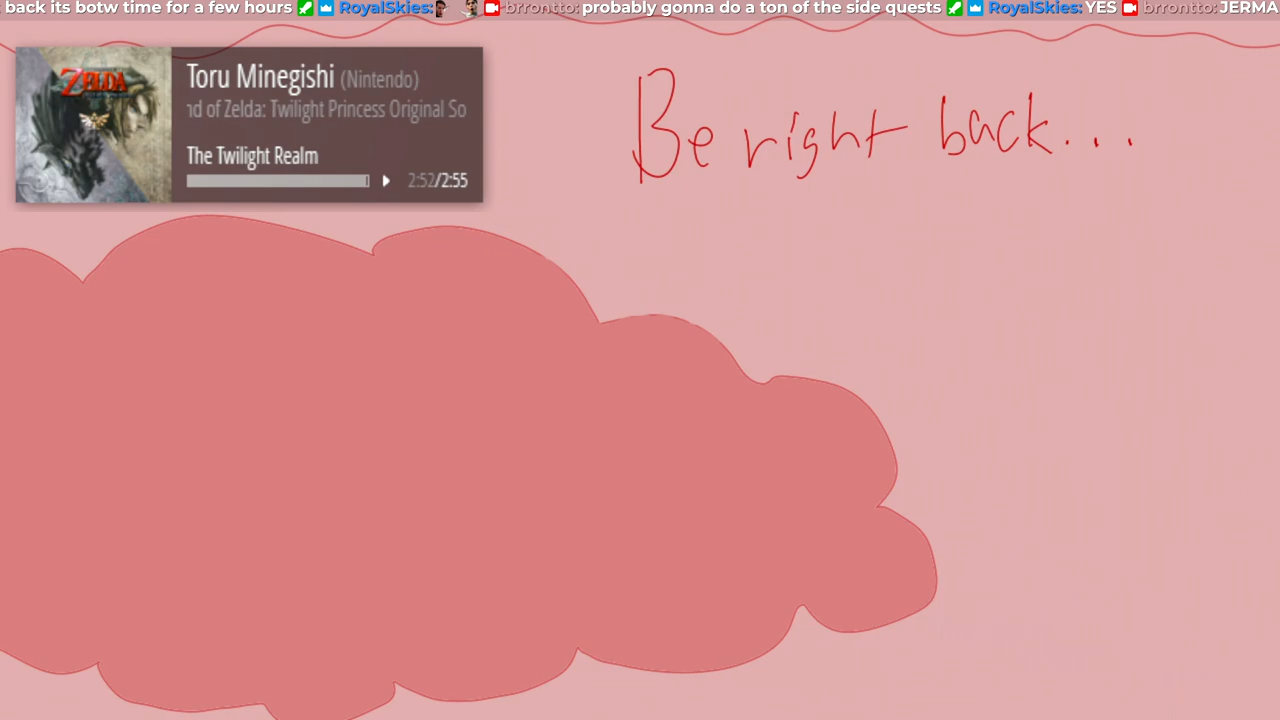 back its botw time for a few hours RoyalSkies: brrontto: probably gonna do a ton of the side quests RoyalSkies: YES brrontto: JERMA
ZELDA
Toru Minegishi (Nintendo)
nd of Zelda: Twilight Princess Original So
The Twilight Realm
2:52/2:55
Be right back...